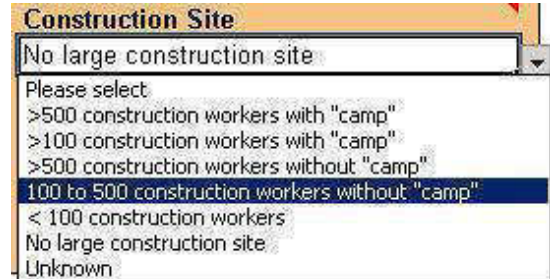 Construction Site
No large construction site
Please select
>500 construction workers with "camp"
>100 construction workers with "camp"
>500 construction workers without "camp"
100 to 500 construction workers without "camp"
< 100 construction workers
No large construction site
Unknown